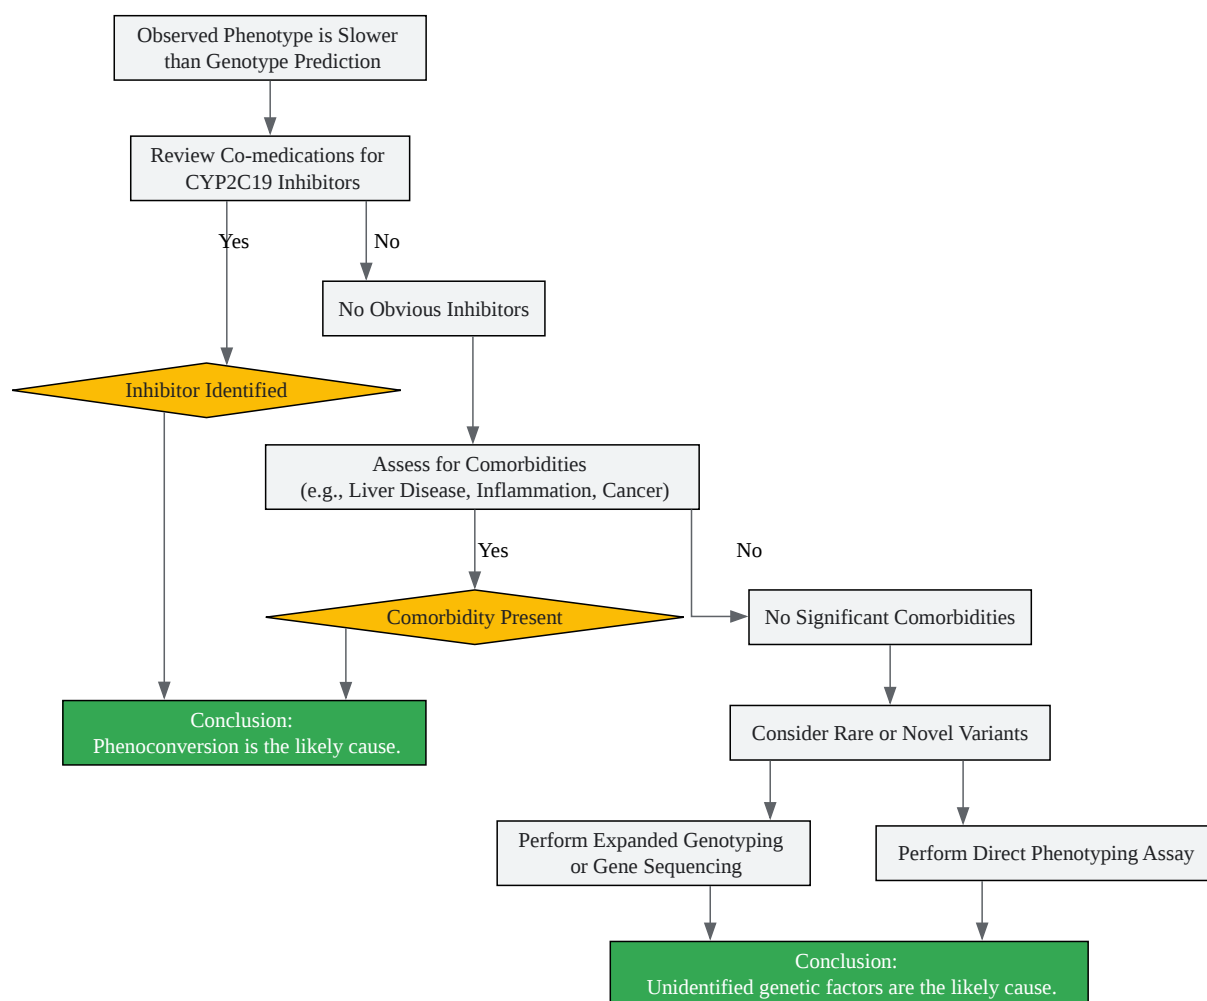 Observed Phenotype is Slower
than Genotype Prediction
Review Co-medications for
CYP2C19 Inhibitors
Yes
No
No Obvious Inhibitors
Inhibitor Identified
Assess for Comorbidities
(e.g., Liver Disease, Inflammation, Cancer)
Yes
No
Comorbidity Present
No Significant Comorbidities
Conclusion:
Phenoconversion is the likely cause.
Consider Rare or Novel Variants
Perform Expanded Genotyping
or Gene Sequencing
Perform Direct Phenotyping Assay
Conclusion:
Unidentified genetic factors are the likely cause.